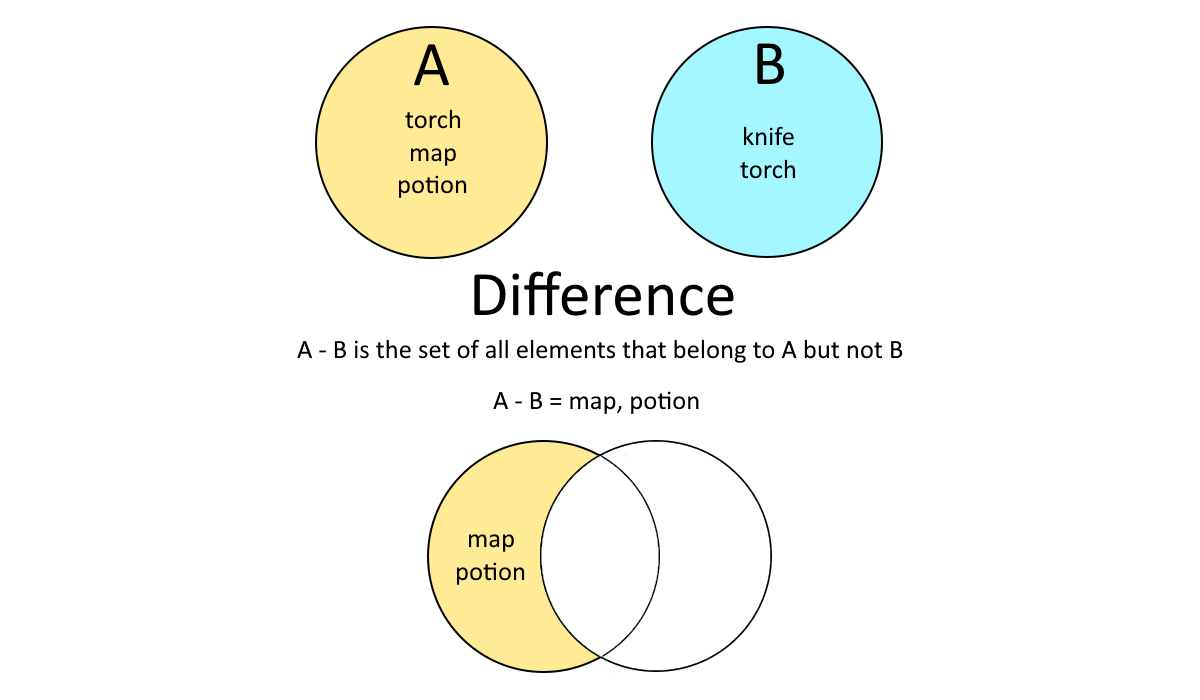 A
torch
map
potion
B
knife
torch
Difference
A - B is the set of all elements that belong to A but not B
A - B = map, potion
map
potion